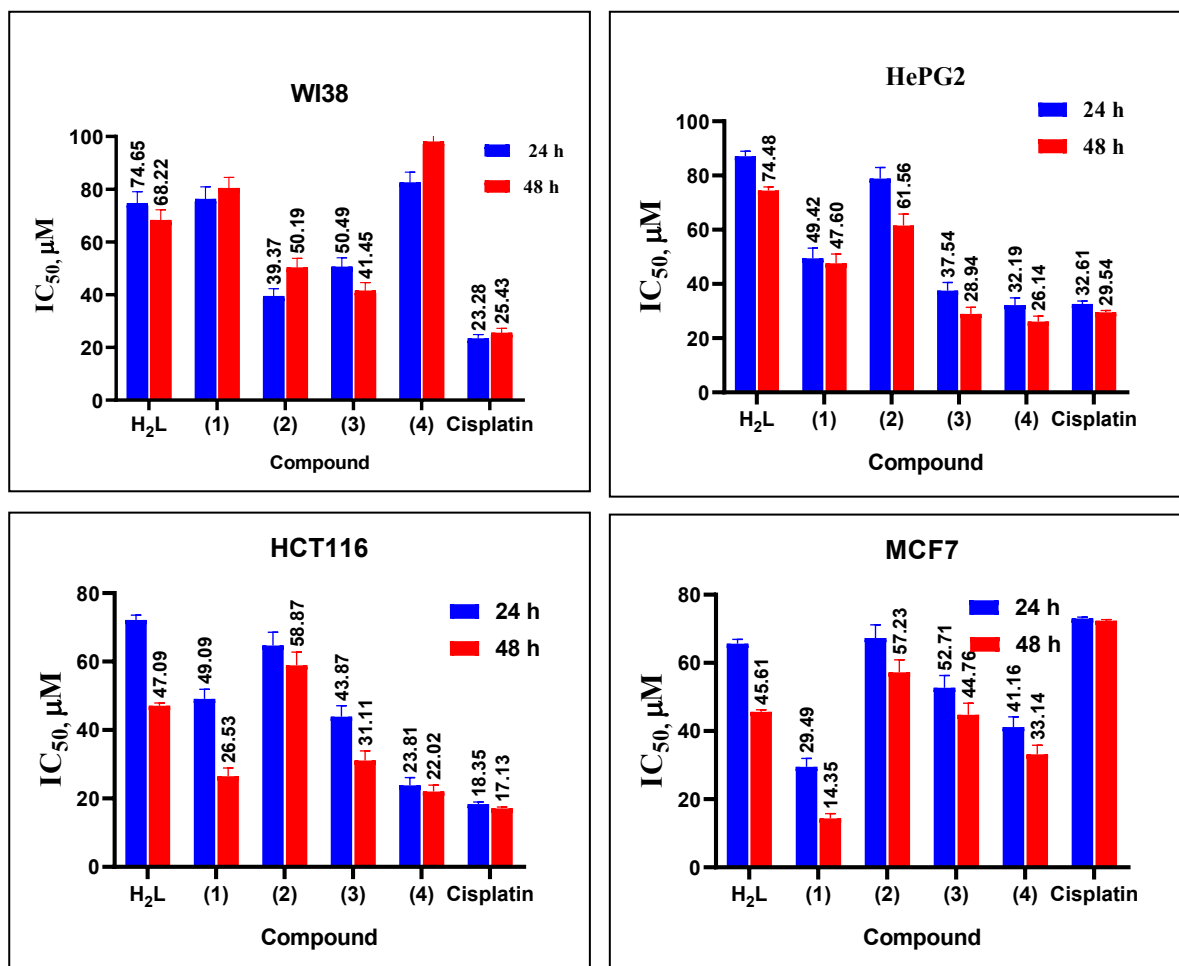 WI38
24 h
48 h
IC50, µM
100
80
60
40
20
0
74.65
68.22
39.37
50.19
50.49
41.45
23.28
25.43
H2L (1) (2) (3) (4) Cisplatin
Compound
HePG2
24 h
48 h
IC50, µM
100
80
60
40
20
0
74.48
49.42
47.60
61.56
37.54
28.94
32.19
26.14
32.61
29.54
H2L (1) (2) (3) (4) Cisplatin
Compound
HCT116
24 h
48 h
IC50, µM
80
60
40
20
0
47.09
49.09
26.53
58.87
43.87
31.11
23.81
22.02
18.35
17.13
H2L (1) (2) (3) (4) Cisplatin
Compound
MCF7
24 h
48 h
IC50, µM
80
60
40
20
0
45.61
29.49
14.35
57.23
52.71
44.76
41.16
33.14
H2L (1) (2) (3) (4) Cisplatin
Compound